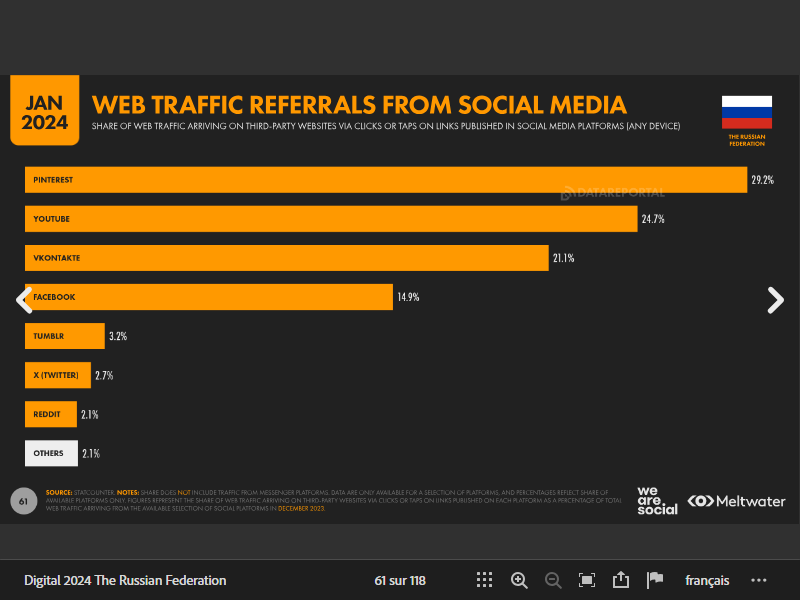 JAN
2024
WEB TRAFFIC REFERRALS FROM SOCIAL MEDIA
SHARE OF WEB TRAFFIC ARRIVING ON THIRD-PARTY WEBSITES VIA CLICKS OR TAPS ON LINKS PUBLISHED IN SOCIAL MEDIA PLATFORMS (ANY DEVICE)
THE RUSSIAN
FEDERATION
PINTEREST 29.2%
DATAREPORTAL
YOUTUBE 24.7%
VKONTAKTE 21.1%
FACEBOOK 14.9%
TUMBLR 3.2%
X (TWITTER) 2.7%
REDDIT 2.1%
OTHERS 2.1%
61
SOURCE: STATCOUNTER. NOTES: SHARE DOES NOT INCLUDE TRAFFIC FROM MESSENGER PLATFORMS. DATA ARE ONLY AVAILABLE FOR A SELECTION OF PLATFORMS, AND PERCENTAGES REFLECT SHARE OF
AVAILABLE PLATFORMS ONLY. FIGURES REPRESENT THE SHARE OF WEB TRAFFIC ARRIVING ON THIRD-PARTY WEBSITES VIA CLICKS OR TAPS ON LINKS PUBLISHED ON EACH PLATFORM AS A PERCENTAGE OF TOTAL
WEB TRAFFIC ARRIVING FROM THE AVAILABLE SELECTION OF SOCIAL PLATFORMS IN DECEMBER 2023.
we
are.
social
Meltwater
Digital 2024 The Russian Federation
61 sur 118
français